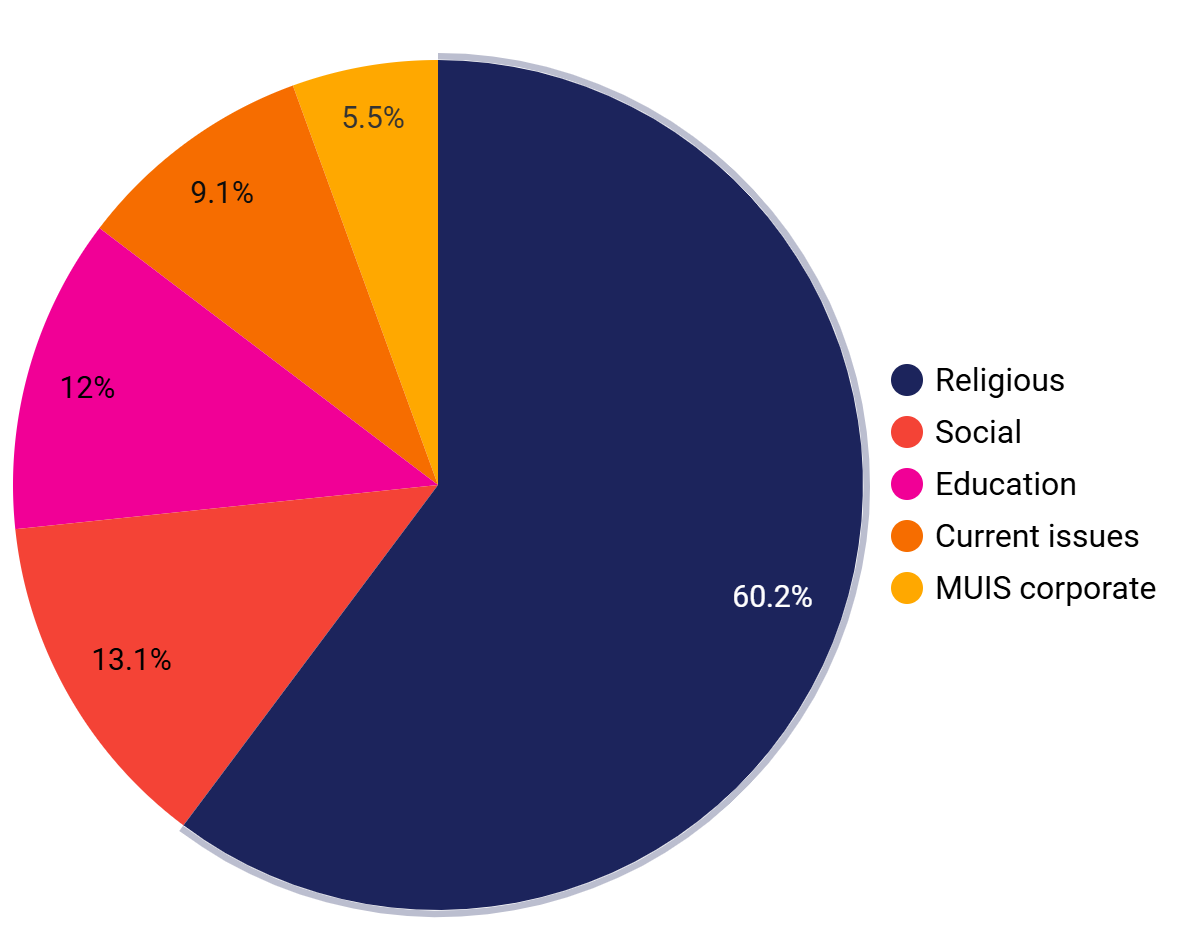 5.5%
9.1%
12%
13.1%
60.2%
Religious
Social
Education
Current issues
MUIS corporate